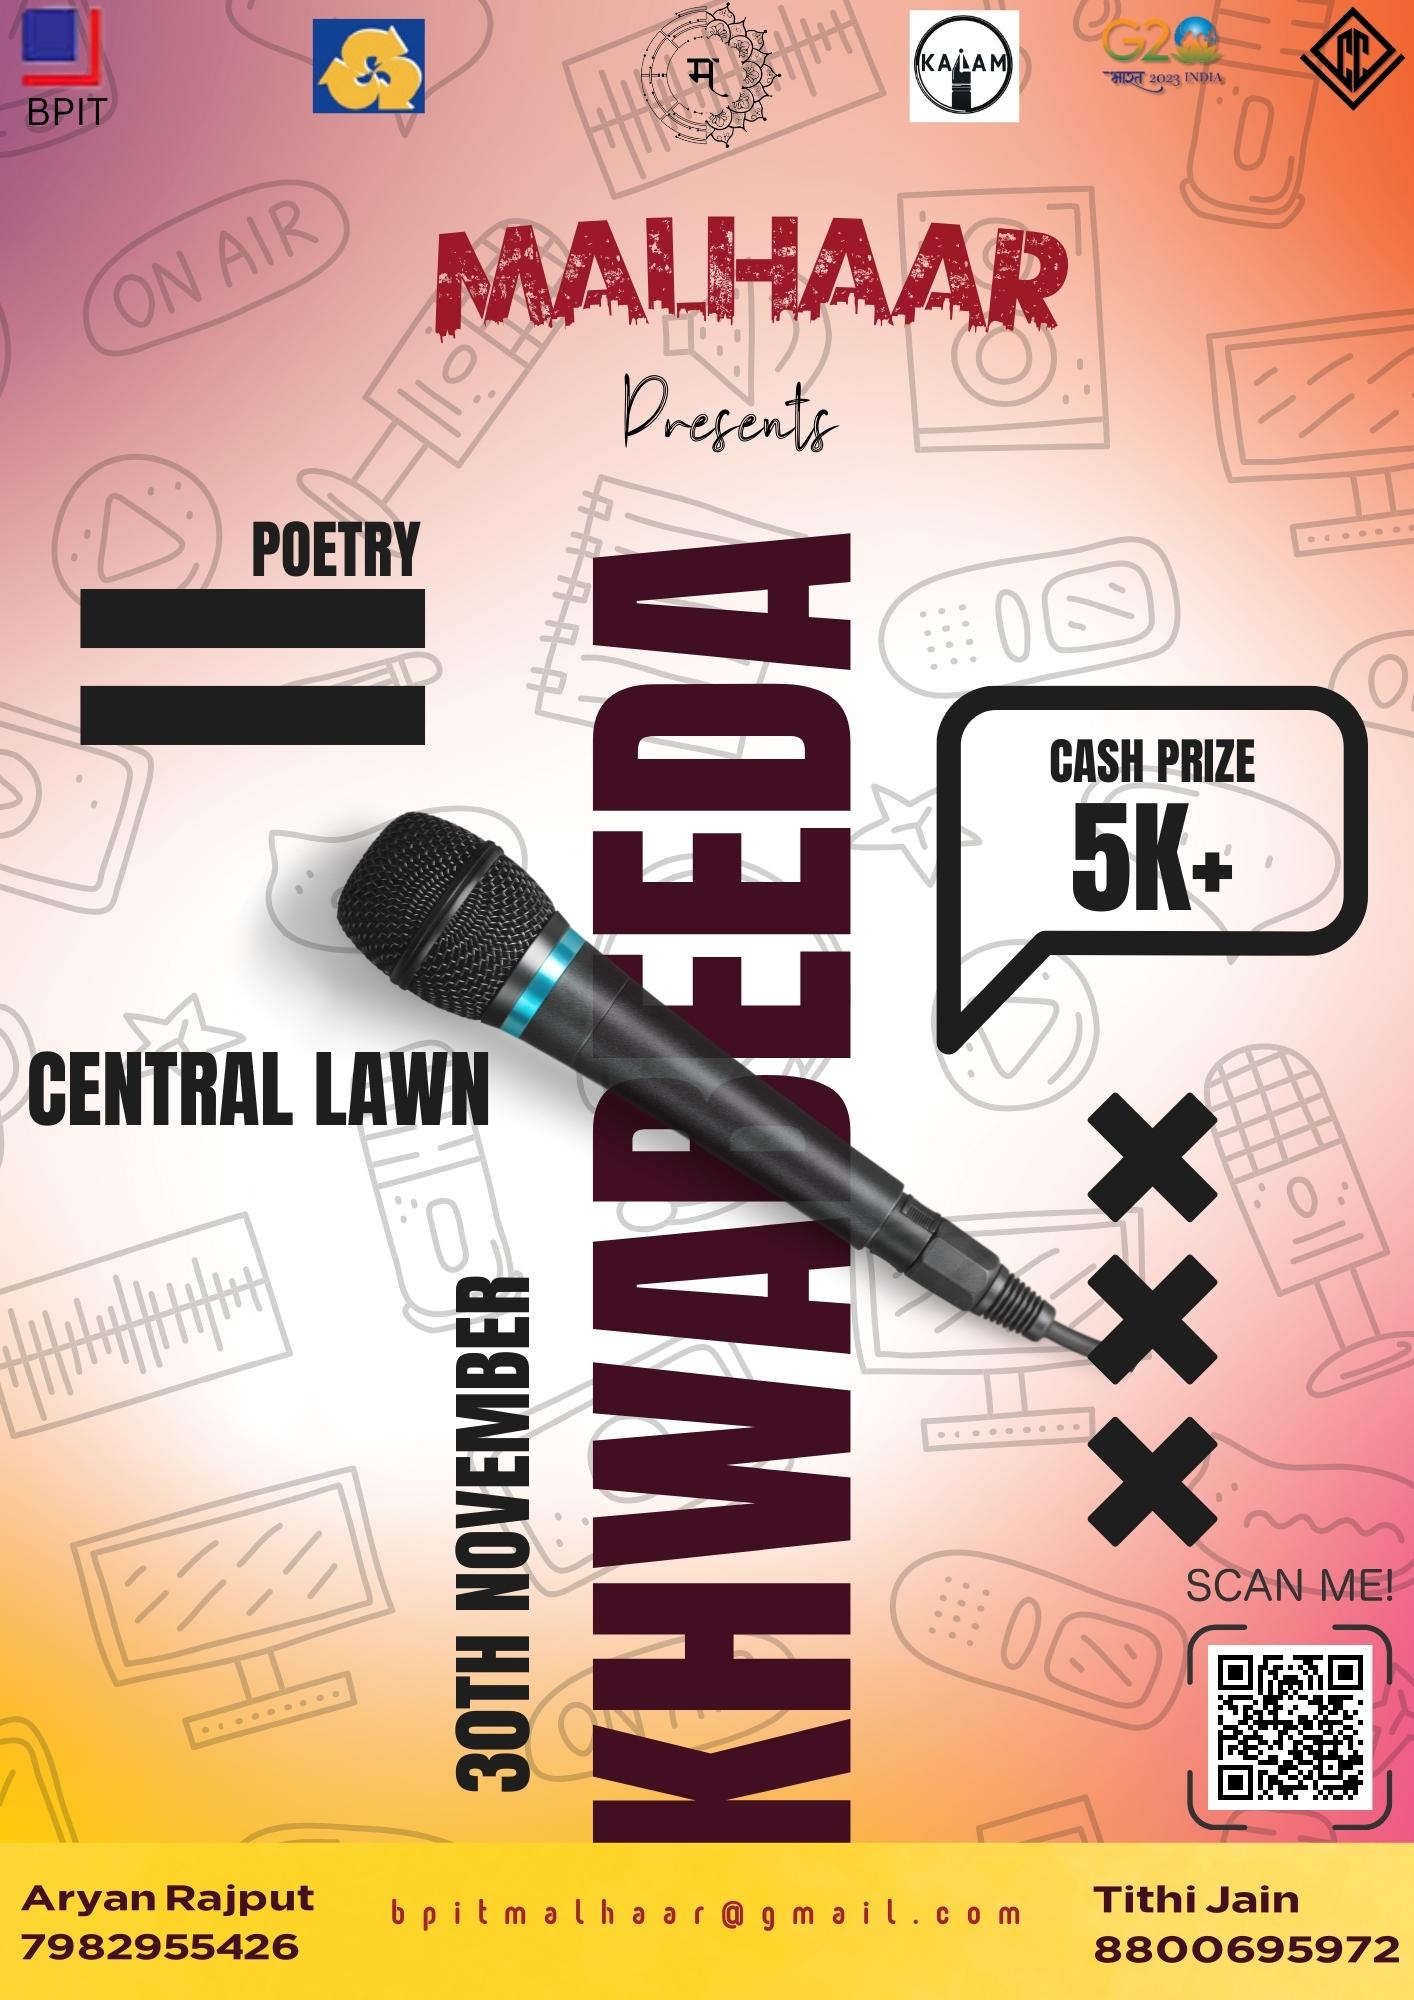 BPIT
म
KALAM
G20
भारत 2023 INDIA
CC
ON AIR
MALHAAR
Presents
POETRY
KHWABEEDA
CASH PRIZE
5K+
CENTRAL LAWN
30TH NOVEMBER
SCAN ME!
Aryan Rajput
7982955426
bpitmalhaar@gmail.com
Tithi Jain
8800695972